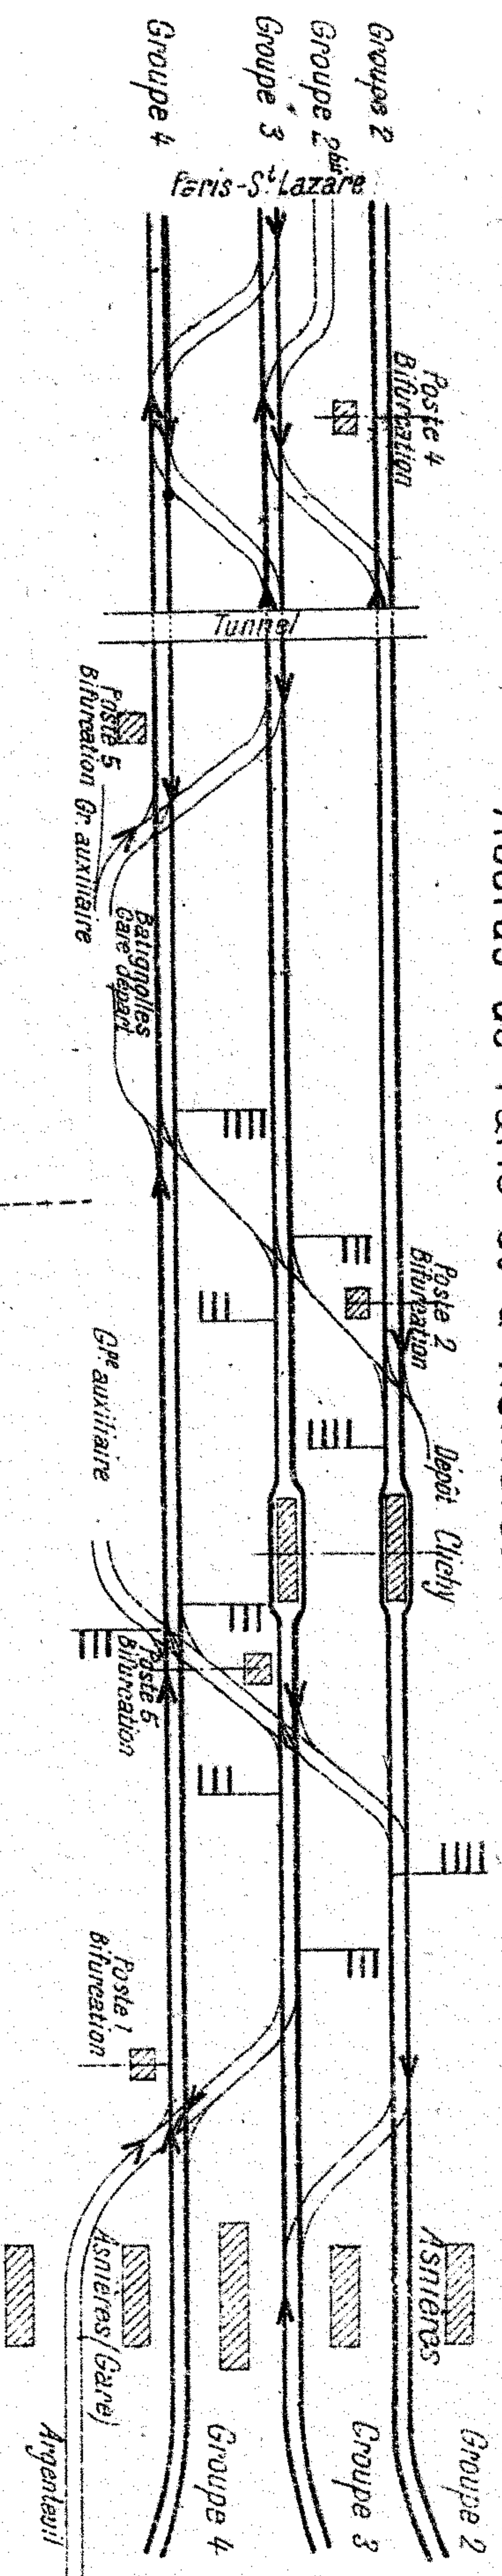 Groupe 2
Groupe 2bis
Groupe 3
Groupe 4
Paris-St Lazare
Poste 4
Bifurcation
Tunnel
Poste 5
Bifurcation Gr. auxiliaire
Batignolles
Gare départ
Poste 2
Bifurcation
Dépôt Clichy
Gpe auxiliaire
Poste 5
Bifurcation
Poste 1
Bifurcation
Asnières
Asnières (Gare)
Groupe 2
Groupe 3
Groupe 4
Argenteuil